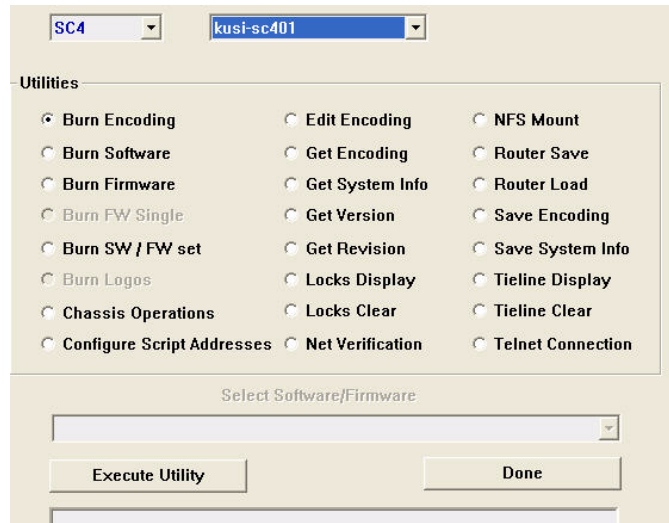 SC4 kusi-sc401
Utilities
Burn Encoding Edit Encoding NFS Mount
Burn Software Get Encoding Router Save
Burn Firmware Get System Info Router Load
Burn FW Single Get Version Save Encoding
Burn SW / FW set Get Revision Save System Info
Burn Logos Locks Display Tieline Display
Chassis Operations Locks Clear Tieline Clear
Configure Script Addresses Net Verification Telnet Connection
Select Software/Firmware
Execute Utility Done